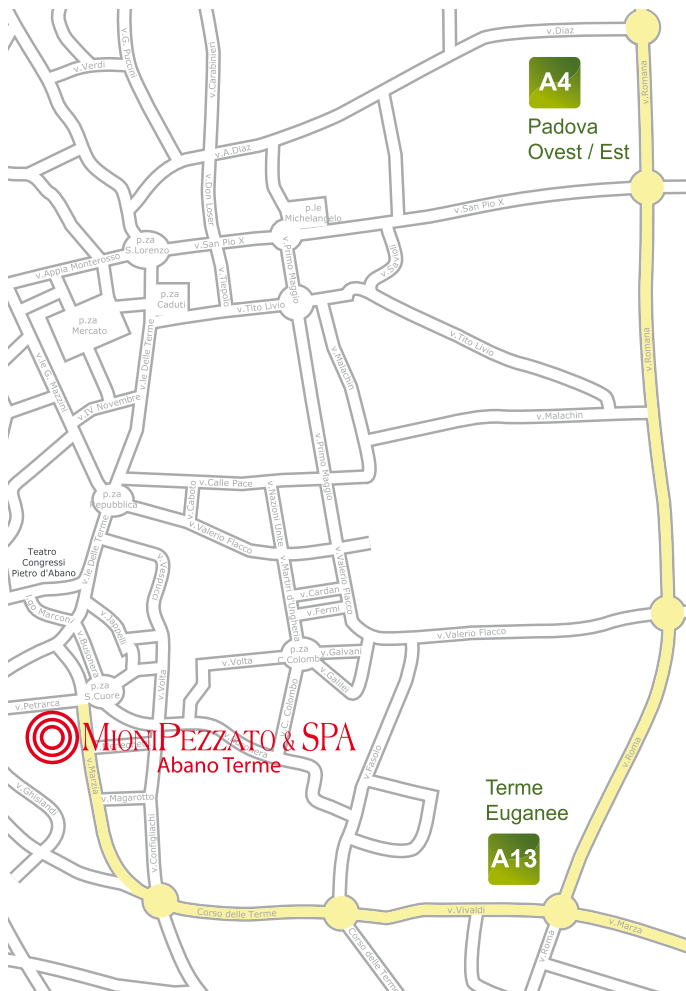 v.Diaz
v.G. Puccini
v.Verdi
v.Carabinieri
A4
v.Romana
Padova
Ovest / Est
v.A.Diaz
v.Don Loser
p.le
Michelangelo
v.San Pio X
v.San Pio X
p.za
S.Lorenzo
v.Appia Monterosso
v.Tiepolo
v.Primo Maggio
v.Savioli
p.za
Caduti
v.Tito Livio
p.za
Mercato
v.le Delle Terme
v.le G. Mazzini
v.Malachin
v.Tito Livio
v.Romana
v.IV Novembre
v.Malachin
v.Primo Maggio
v.Calle Pace
p.za
Repubblica
v.Caboto
v.Nazioni Unite
v.Valerio Flacco
v.le Delle Terme
Teatro
Congressi
Pietro d'Abano
v.Vespucci
v.Martiri d'Ungheria
v.Valerio Flacco
v.Cardan
v.Fermi
l.go Marconi
v.Jappelli
v.Busonera
v.Valerio Flacco
p.za
C.Colombo
v.Galvani
v.Volta
v.Galilei
v.Volta
p.za
S.Cuore
v.Petrarca
v.C. Colombo
MIONIPEZZATO & SPA
Abano Terme
v.Marzia
v.Fasolo
v.Roma
v.Ghislandi
v.Magarotto
Terme
Euganee
v.Configliachi
A13
Corso delle Terme
v.Vivaldi
v.Marza
v.Roma
Corso delle Terme